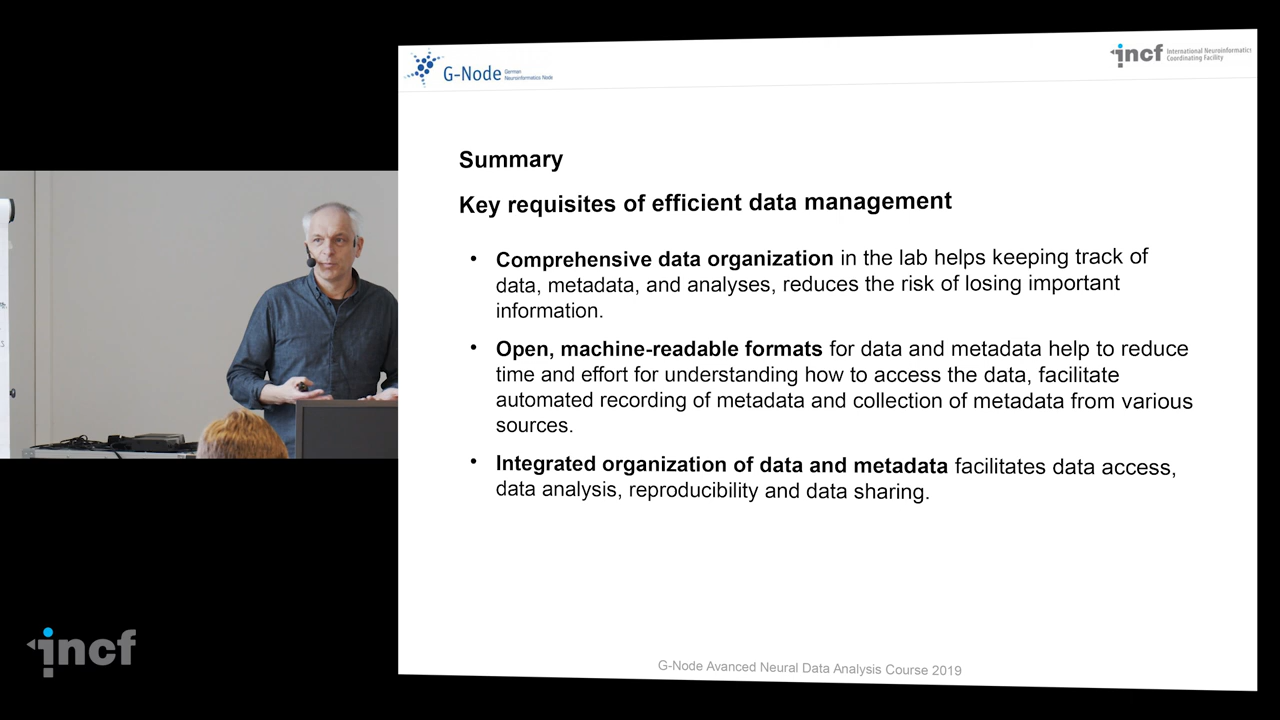 G-Node German
Neuroinformatics Node
incf International Neuroinformatics
Coordinating Facility
Summary
Key requisites of efficient data management
• Comprehensive data organization in the lab helps keeping track of
data, metadata, and analyses, reduces the risk of losing important
information.
• Open, machine-readable formats for data and metadata help to reduce
time and effort for understanding how to access the data, facilitate
automated recording of metadata and collection of metadata from various
sources.
• Integrated organization of data and metadata facilitates data access,
data analysis, reproducibility and data sharing.
G-Node Avanced Neural Data Analysis Course 2019
incf